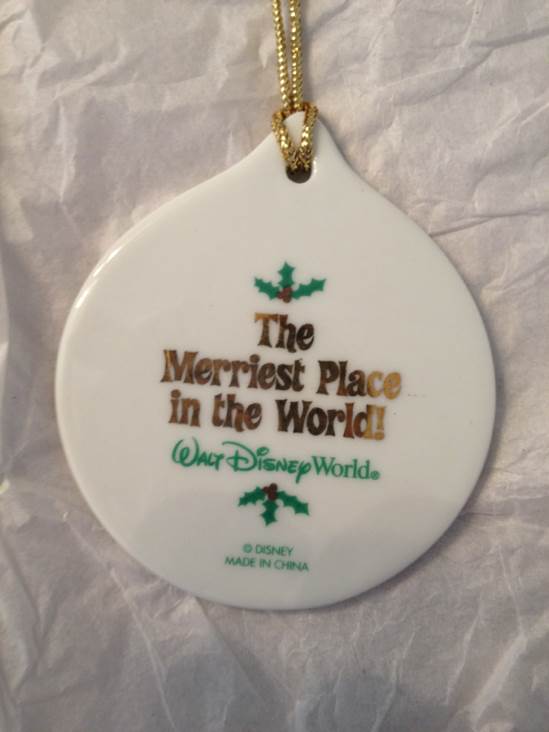 The
Merriest Place
in the World!
Walt Disney World®
© DISNEY
MADE IN CHINA